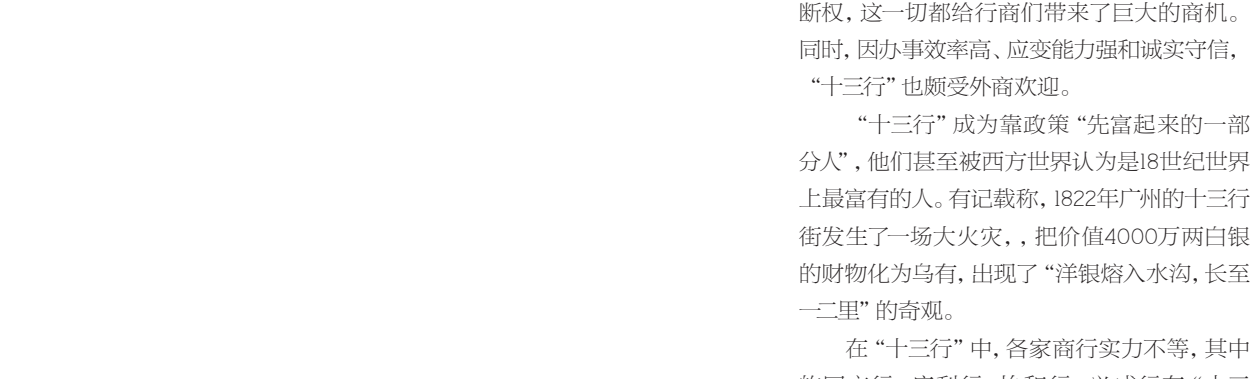 断权，这一切都给行商们带来了巨大的商机。
同时，因办事效率高、应变能力强和诚实守信，
“十三行”也颇受外商欢迎。
“十三行”成为靠政策“先富起来的一部
分人”，他们甚至被西方世界认为是18世纪世界
上最富有的人。有记载称，1822年广州的十三行
街发生了一场大火灾，，把价值4000万两白银
的财物化为乌有，出现了“洋银熔入水沟，长至
一二里”的奇观。
在“十三行”中，各家商行实力不等，其中